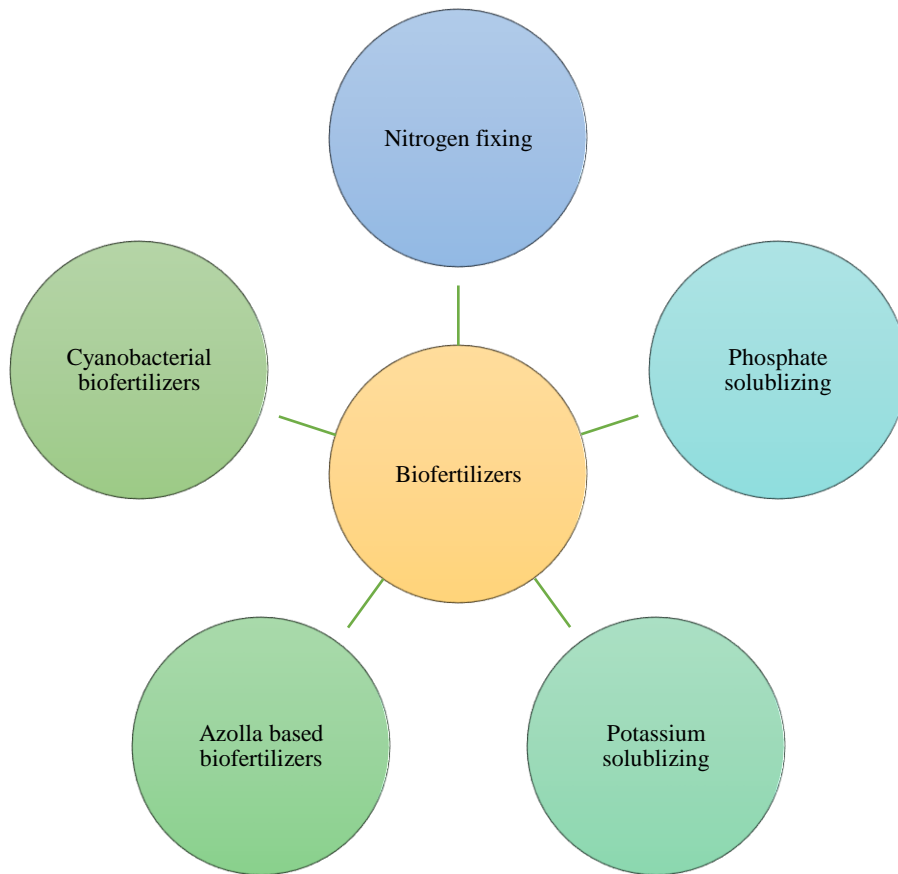 Nitrogen fixing
Cyanobacterial
biofertilizers
Phosphate
solublizing
Biofertilizers
Azolla based
biofertilizers
Potassium
solublizing